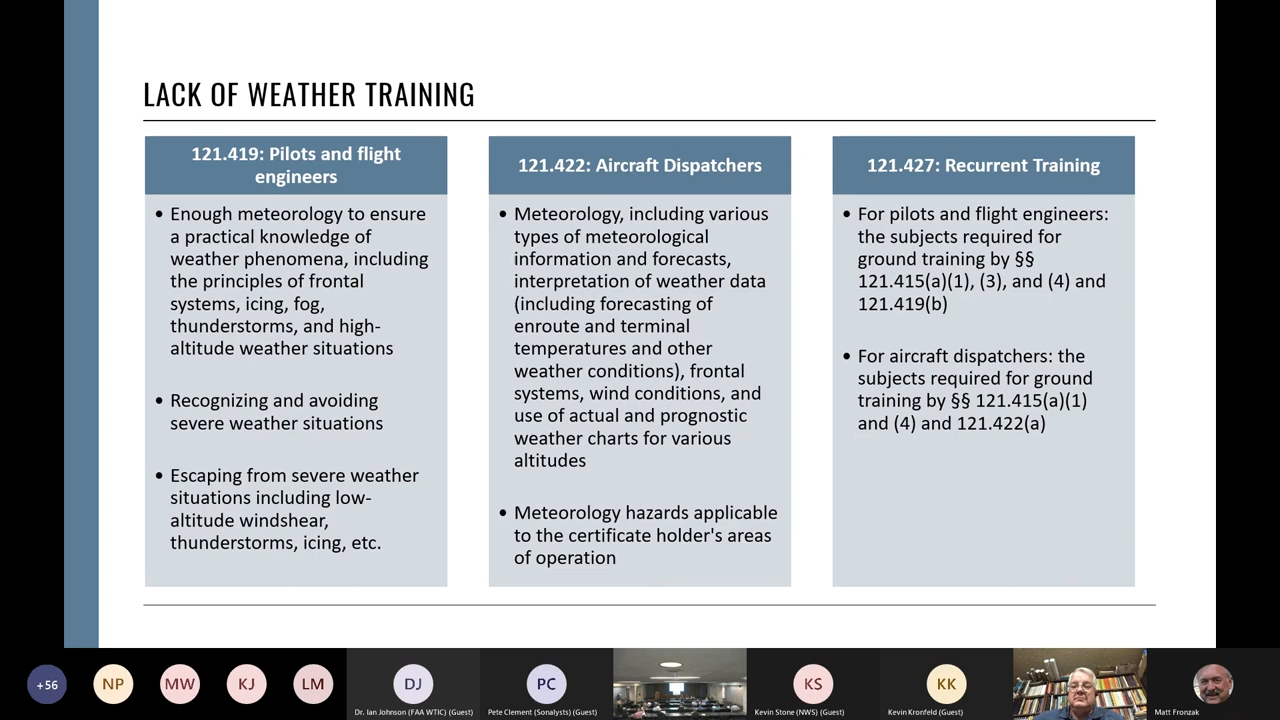 LACK OF WEATHER TRAINING
121.419: Pilots and flight
engineers
• Enough meteorology to ensure
a practical knowledge of
weather phenomena, including
the principles of frontal
systems, icing, fog,
thunderstorms, and high-
altitude weather situations
• Recognizing and avoiding
severe weather situations
• Escaping from severe weather
situations including low-
altitude windshear,
thunderstorms, icing, etc.
121.422: Aircraft Dispatchers
• Meteorology, including various
types of meteorological
information and forecasts,
interpretation of weather data
(including forecasting of
enroute and terminal
temperatures and other
weather conditions), frontal
systems, wind conditions, and
use of actual and prognostic
weather charts for various
altitudes
• Meteorology hazards applicable
to the certificate holder's areas
of operation
121.427: Recurrent Training
• For pilots and flight engineers:
the subjects required for
ground training by §§
121.415(a)(1), (3), and (4) and
121.419(b)
• For aircraft dispatchers: the
subjects required for ground
training by §§ 121.415(a)(1)
and (4) and 121.422(a)
+56
NP
MW
KJ
LM
DJ
Dr. Ian Johnson (FAA WTIC) (Guest)
PC
Pete Clement (Sonalysts) (Guest)
KS
Kevin Stone (NWS) (Guest)
KK
Kevin Kronfeld (Guest)
Matt Fronzak